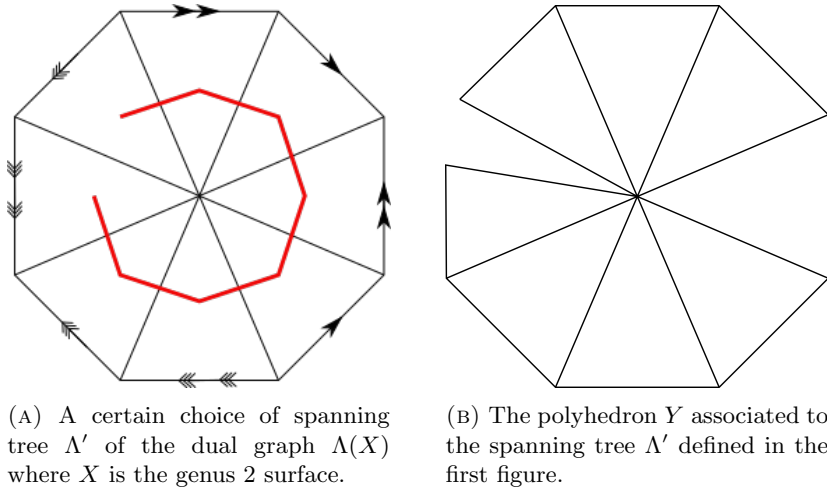 (A) A certain choice of spanning
tree Λ′ of the dual graph Λ(X)
where X is the genus 2 surface.
(B) The polyhedron Y associated to
the spanning tree Λ′ defined in the
first figure.